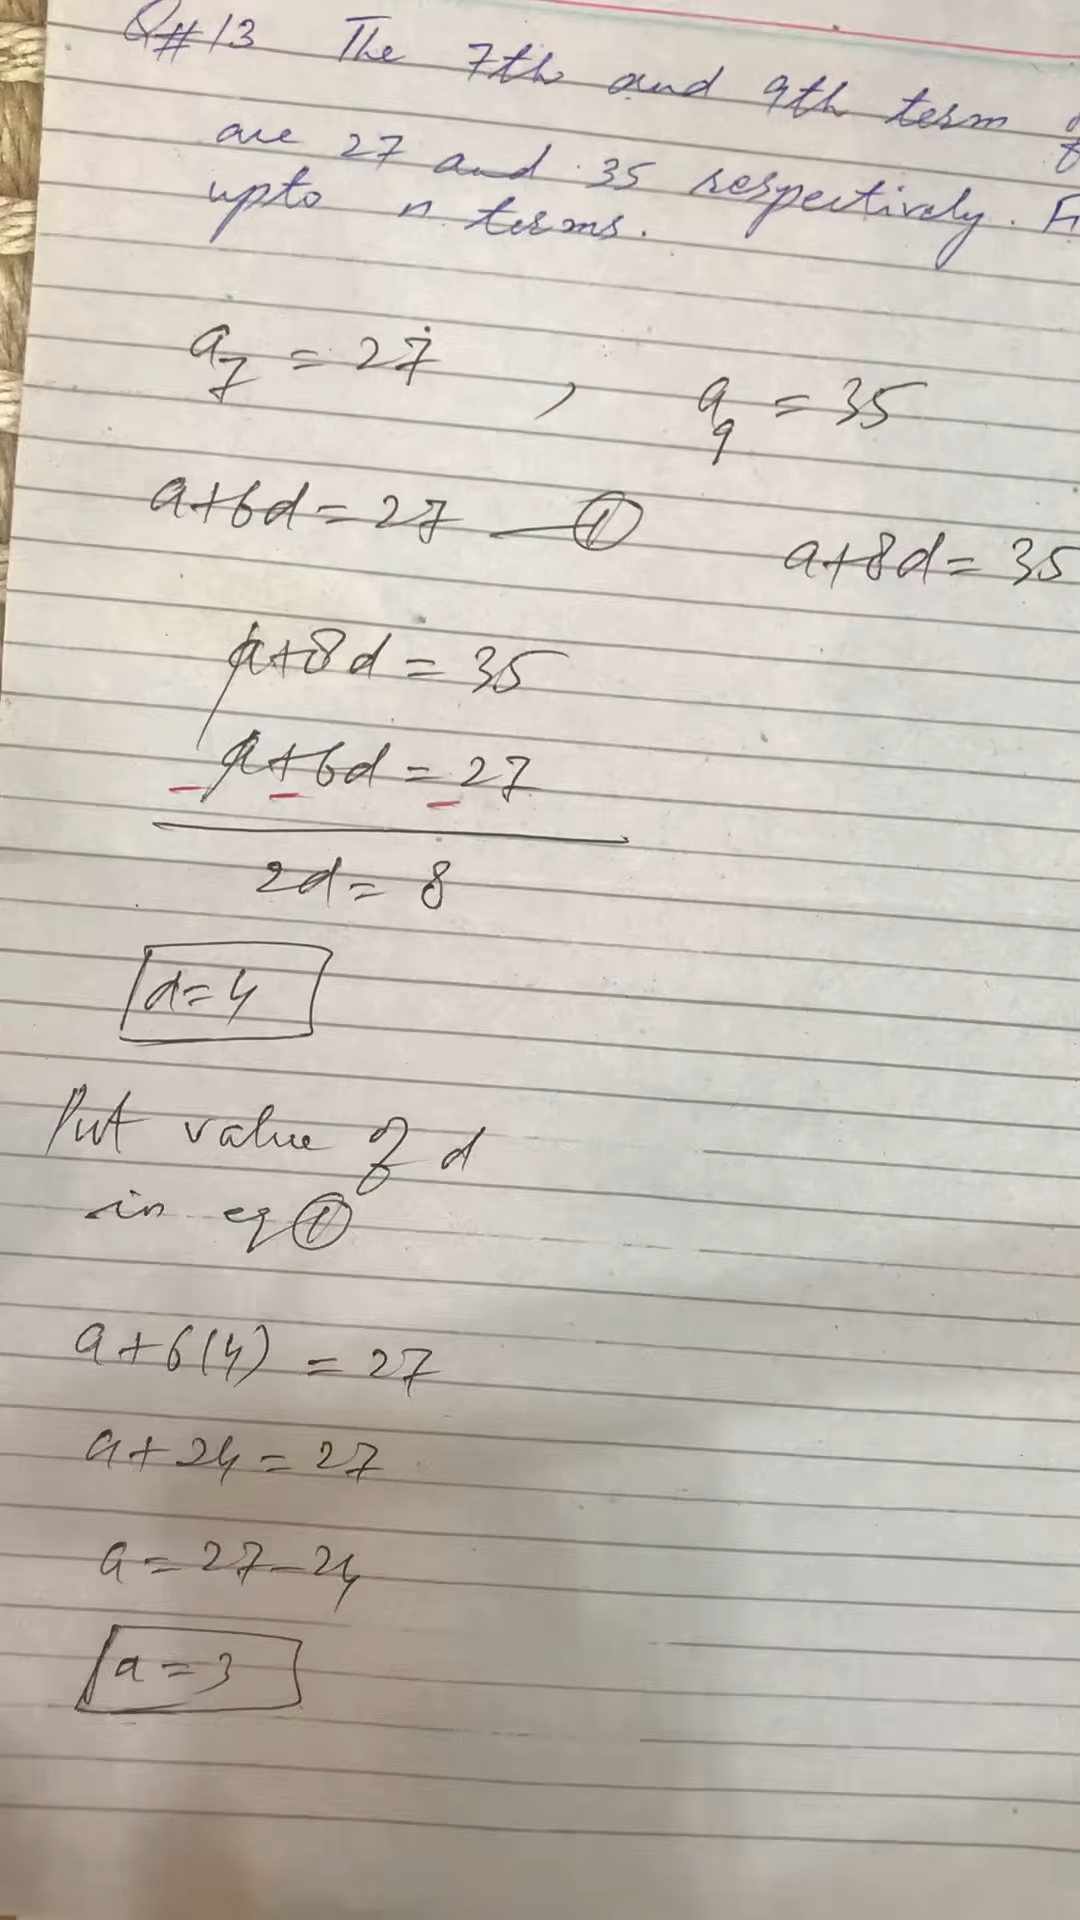 Q#13 The 7th and 9th term
are 27 and 35 respectively.
upto n terms.
a₇ = 27 , a₉ = 35
a+6d=27 — ① a+8d=35
a+8d=35
a+6d=27
- - -
2d=8
d=4
Put value of d
in eq ①
a+6(4)=27
a+24=27
a=27-24
a=3